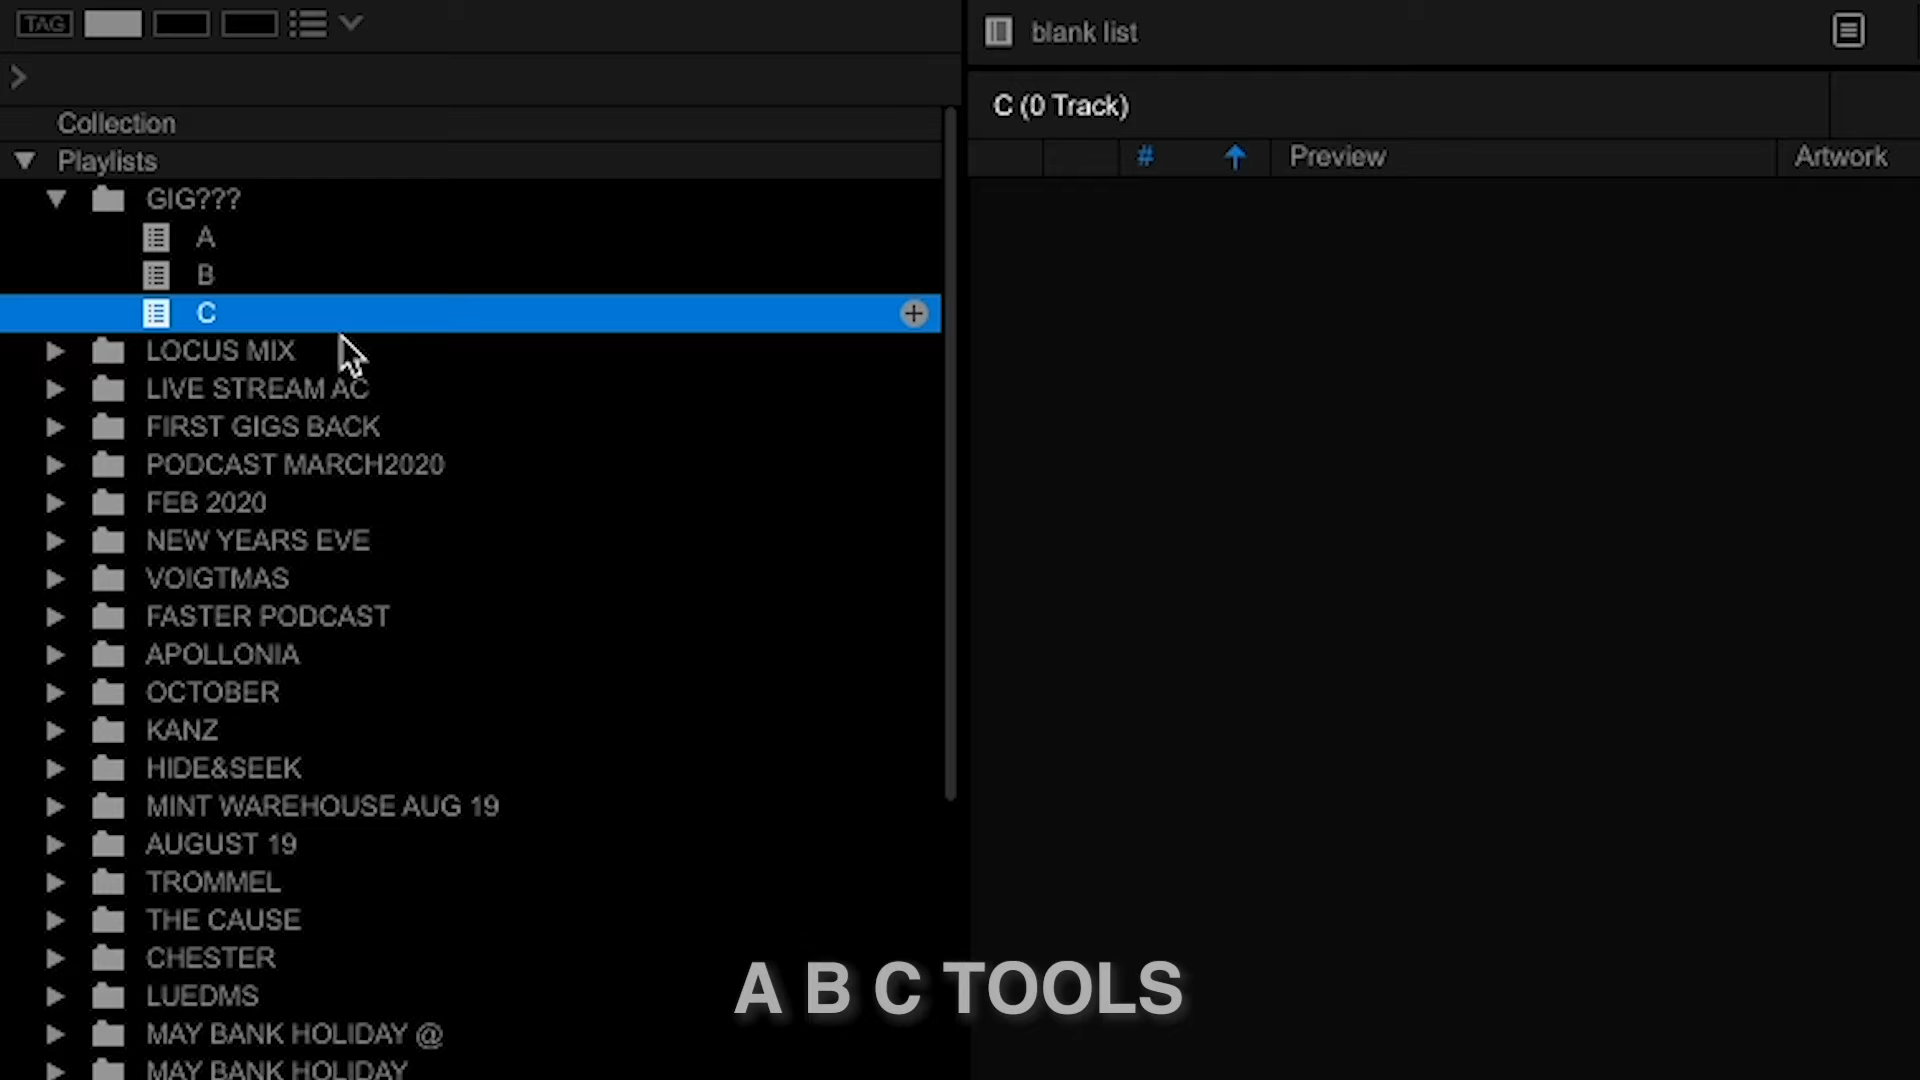 TAG
blank list
Collection
C (0 Track)
Playlists
# Preview Artwork
GIG???
A
B
C
LOCUS MIX
LIVE STREAM AC
FIRST GIGS BACK
PODCAST MARCH2020
FEB 2020
NEW YEARS EVE
VOIGTMAS
FASTER PODCAST
APOLLONIA
OCTOBER
KANZ
HIDE&SEEK
MINT WAREHOUSE AUG 19
AUGUST 19
TROMMEL
THE CAUSE
CHESTER
LUEDMS
MAY BANK HOLIDAY @
MAY BANK HOLIDAY
A B C TOOLS